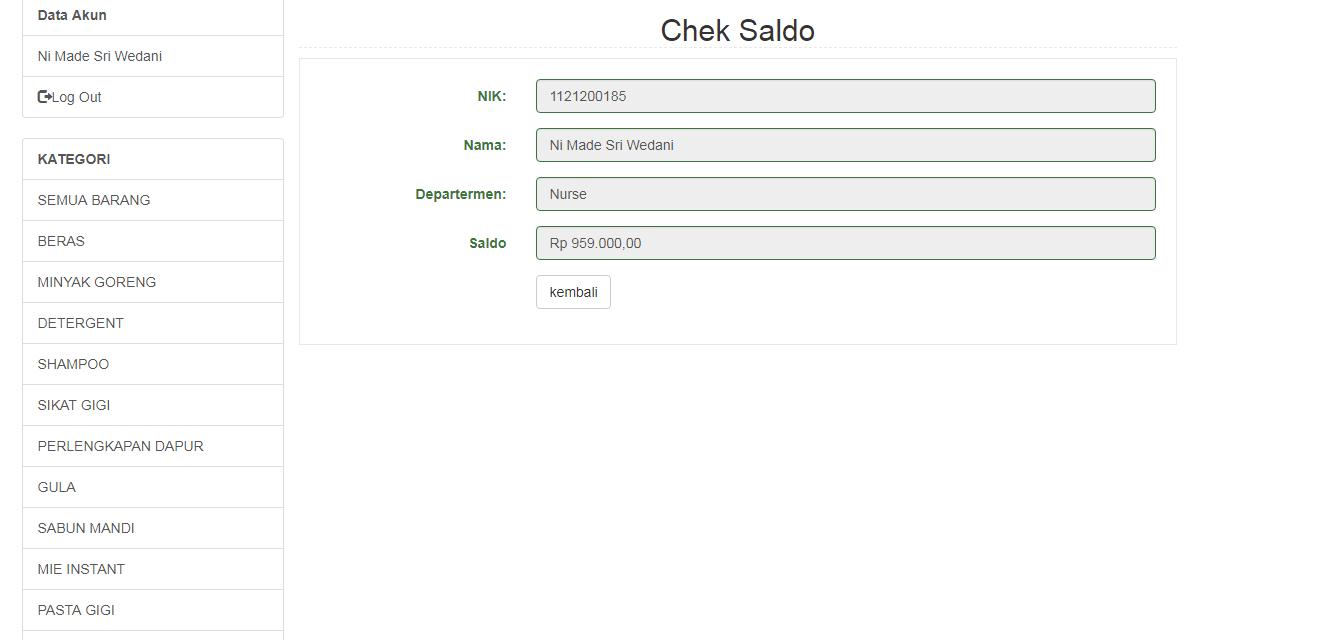 Data Akun
Ni Made Sri Wedani
Log Out
KATEGORI
SEMUA BARANG
BERAS
MINYAK GORENG
DETERGENT
SHAMPOO
SIKAT GIGI
PERLENGKAPAN DAPUR
GULA
SABUN MANDI
MIE INSTANT
PASTA GIGI
Chek Saldo
NIK: 1121200185
Nama: Ni Made Sri Wedani
Departermen: Nurse
Saldo Rp 959.000,00
kembali